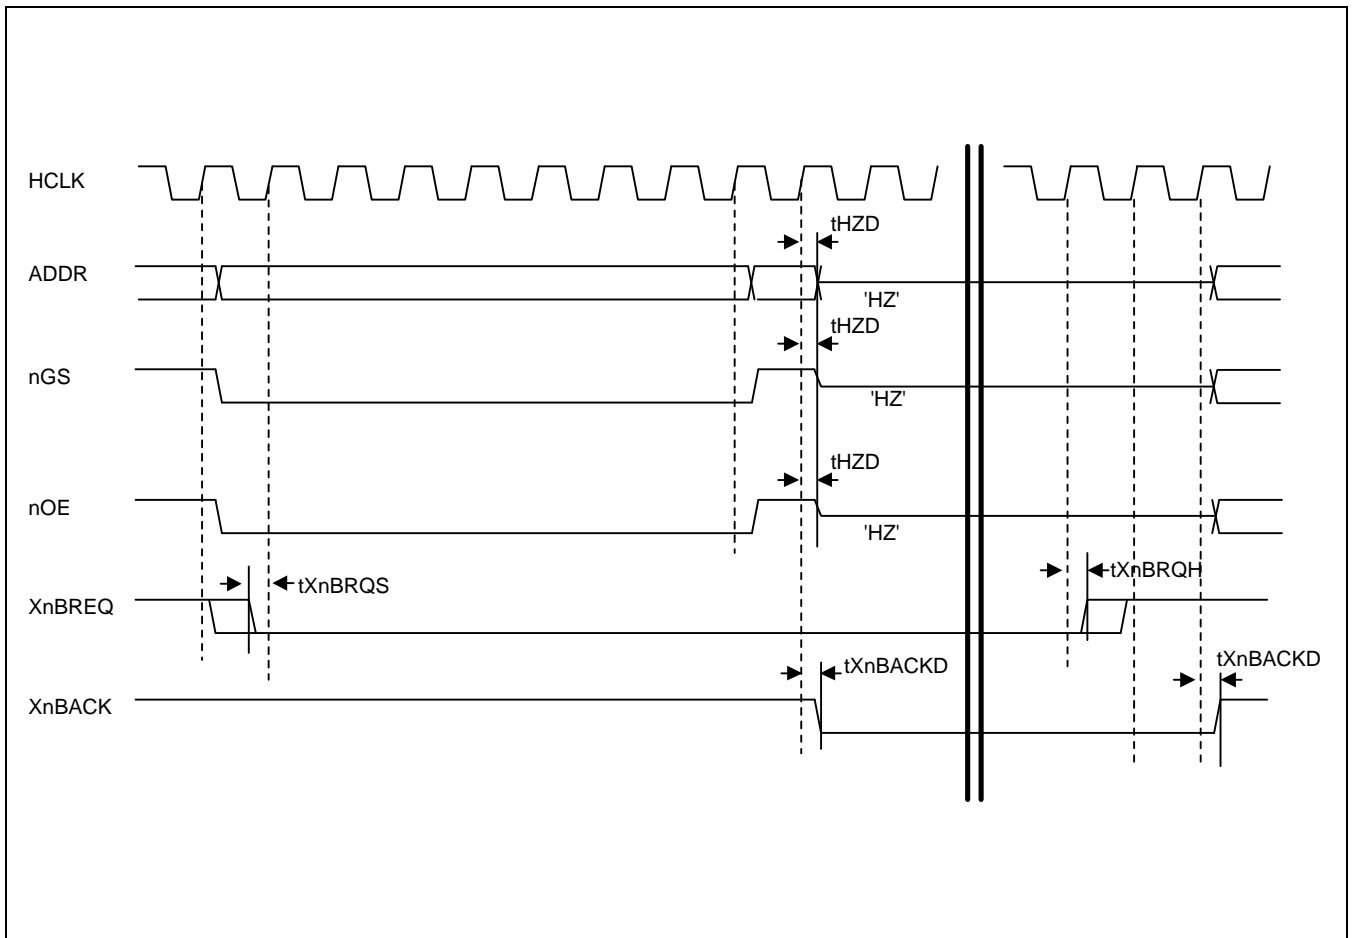 HCLK
tHZD
ADDR
'HZ'
tHZD
nGS
'HZ'
tHZD
nOE
'HZ'
tXnBRQS
tXnBRQH
XnBREQ
tXnBACKD
tXnBACKD
XnBACK